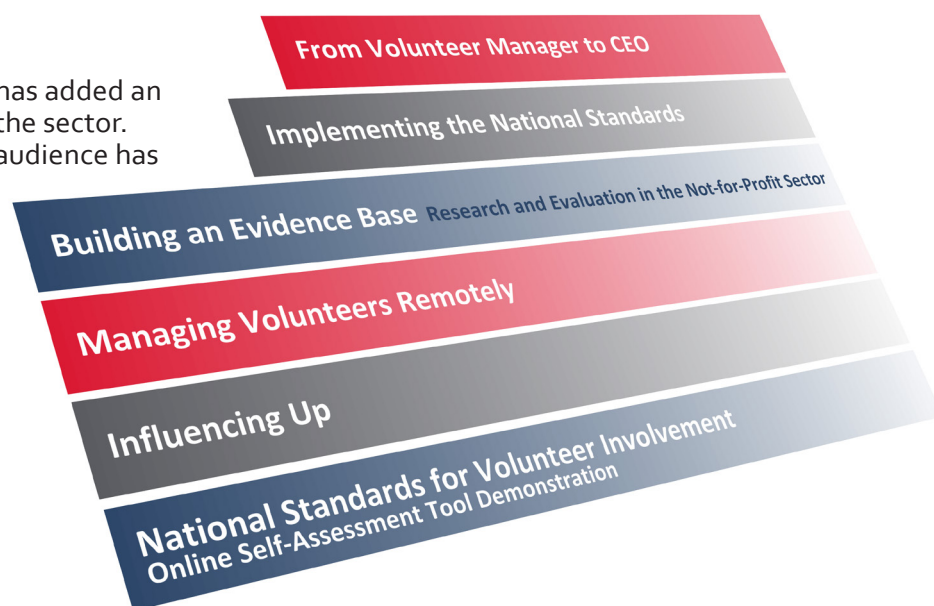 has added an
the sector.
audience has
From Volunteer Manager to CEO
Implementing the National Standards
Building an Evidence Base Research and Evaluation in the Not-for-Profit Sector
Managing Volunteers Remotely
Influencing Up
National Standards for Volunteer Involvement
Online Self-Assessment Tool Demonstration